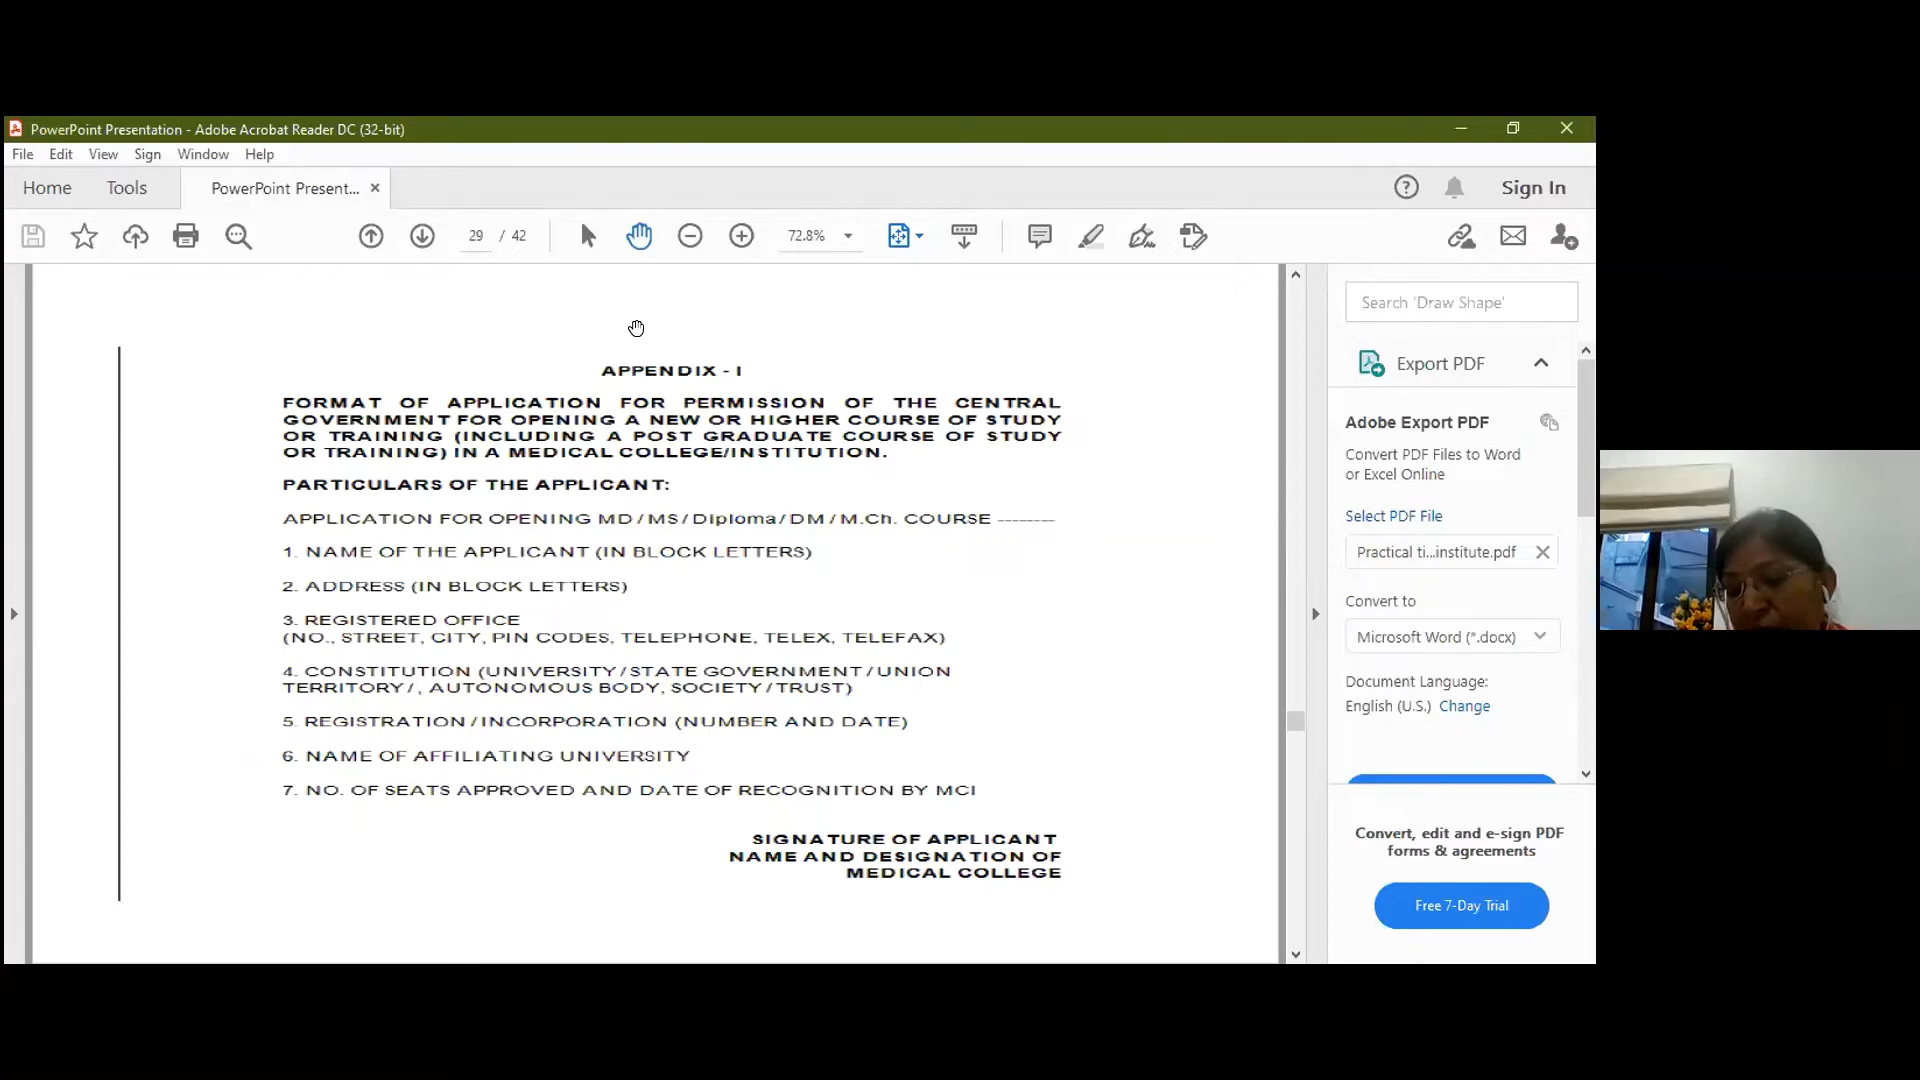 PowerPoint Presentation - Adobe Acrobat Reader DC (32-bit)
File Edit View Sign Window Help
Home Tools PowerPoint Present... Sign In
29 / 42 72.8%
APPENDIX - I
FORMAT OF APPLICATION FOR PERMISSION OF THE CENTRAL
GOVERNMENT FOR OPENING A NEW OR HIGHER COURSE OF STUDY
OR TRAINING (INCLUDING A POST GRADUATE COURSE OF STUDY
OR TRAINING) IN A MEDICAL COLLEGE/INSTITUTION.
PARTICULARS OF THE APPLICANT:
APPLICATION FOR OPENING MD/MS/Diploma/DM/M.Ch. COURSE --------
1. NAME OF THE APPLICANT (IN BLOCK LETTERS)
2. ADDRESS (IN BLOCK LETTERS)
3. REGISTERED OFFICE
(NO., STREET, CITY, PIN CODES, TELEPHONE, TELEX, TELEFAX)
4. CONSTITUTION (UNIVERSITY/STATE GOVERNMENT/UNION
TERRITORY/, AUTONOMOUS BODY, SOCIETY/TRUST)
5. REGISTRATION/INCORPORATION (NUMBER AND DATE)
6. NAME OF AFFILIATING UNIVERSITY
7. NO. OF SEATS APPROVED AND DATE OF RECOGNITION BY MCI
SIGNATURE OF APPLICANT
NAME AND DESIGNATION OF
MEDICAL COLLEGE
Search 'Draw Shape'
Export PDF
Adobe Export PDF
Convert PDF Files to Word
or Excel Online
Select PDF File
Practical ti...institute.pdf
Convert to
Microsoft Word (*.docx)
Document Language:
English (U.S.) Change
Convert, edit and e-sign PDF
forms & agreements
Free 7-Day Trial